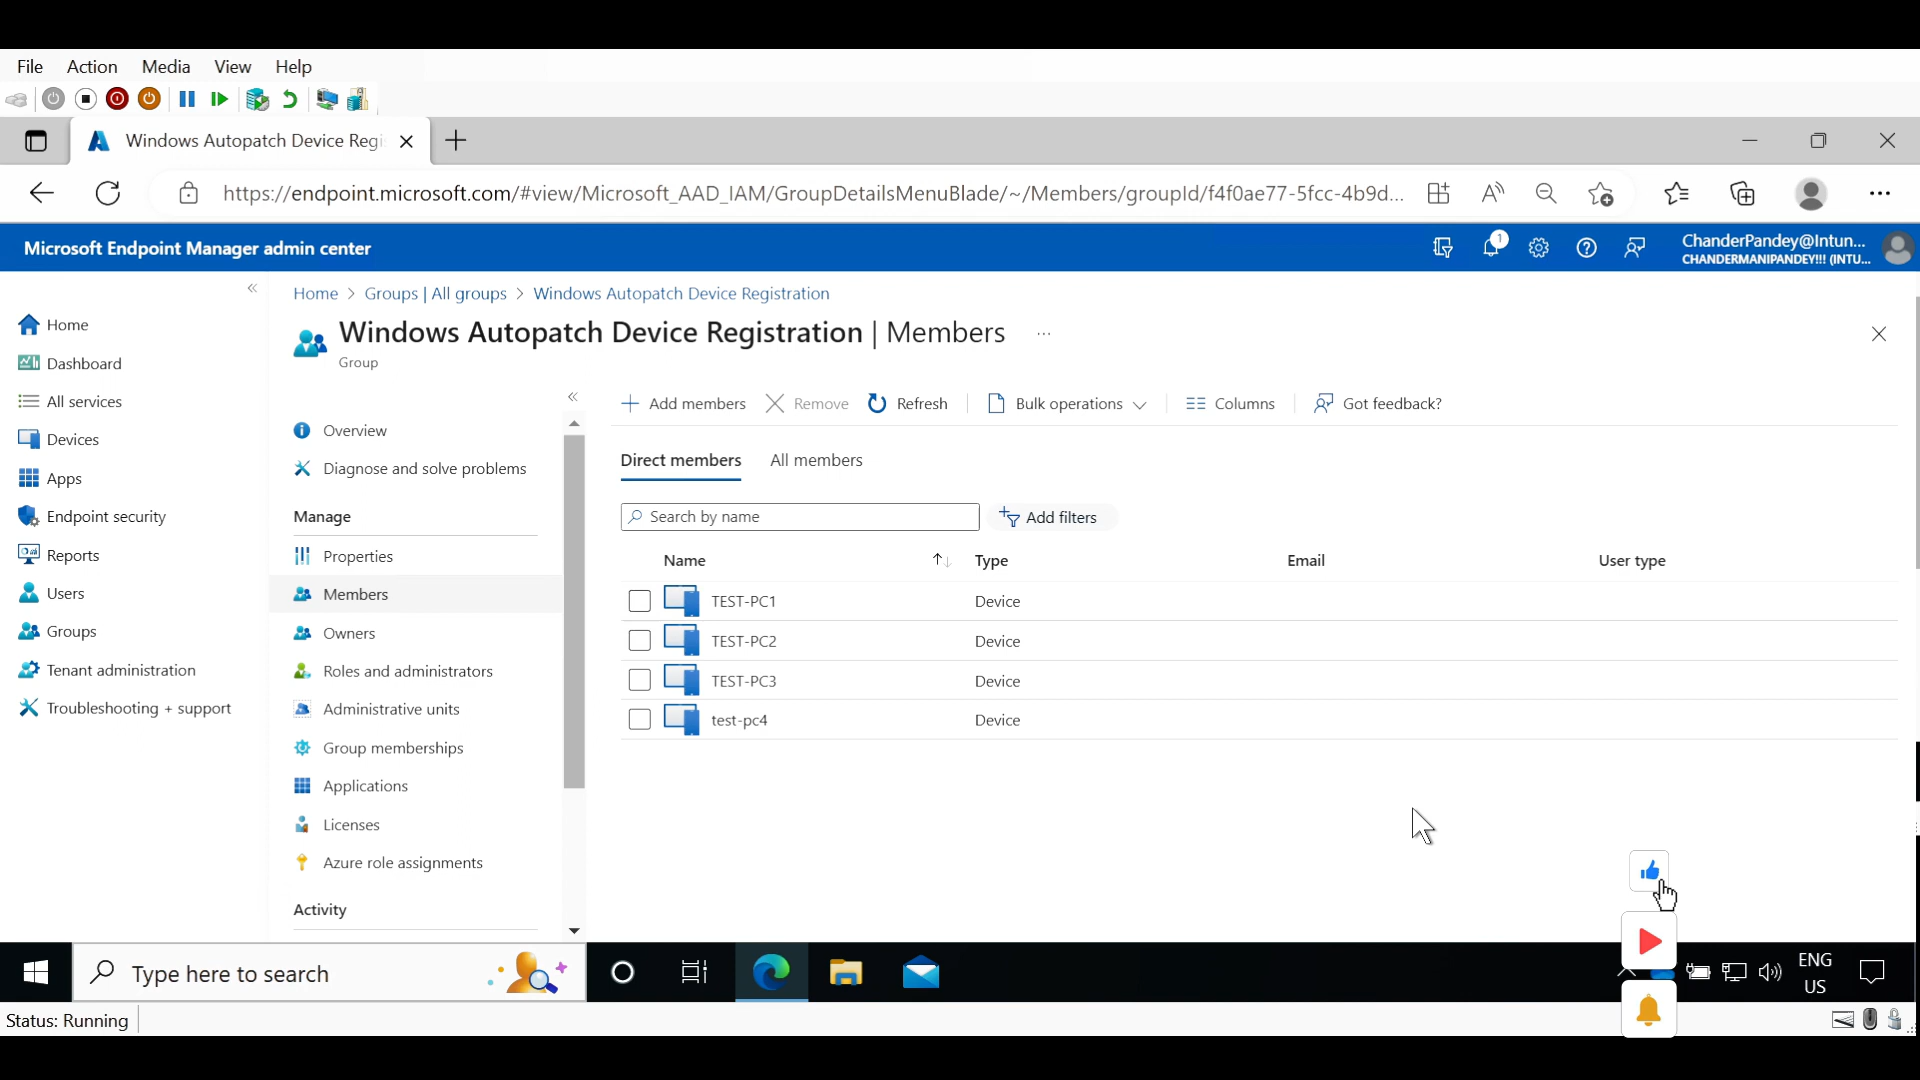 File Action Media View Help
Windows Autopatch Device Regi
https://endpoint.microsoft.com/#view/Microsoft_AAD_IAM/GroupDetailsMenuBlade/~/Members/groupId/f4f0ae77-5fcc-4b9d...
Microsoft Endpoint Manager admin center
1
ChanderPandey@Intun...
CHANDERMANIPANDEY!!! (INTU...
Home
Dashboard
All services
Devices
Apps
Endpoint security
Reports
Users
Groups
Tenant administration
Troubleshooting + support
Home > Groups | All groups > Windows Autopatch Device Registration
Windows Autopatch Device Registration | Members ...
Group
Overview
Diagnose and solve problems
Manage
Properties
Members
Owners
Roles and administrators
Administrative units
Group memberships
Applications
Licenses
Azure role assignments
Activity
Add members Remove Refresh Bulk operations Columns Got feedback?
Direct members All members
Search by name Add filters
Name Type Email User type
TEST-PC1 Device
TEST-PC2 Device
TEST-PC3 Device
test-pc4 Device
Type here to search
ENG
US
Status: Running